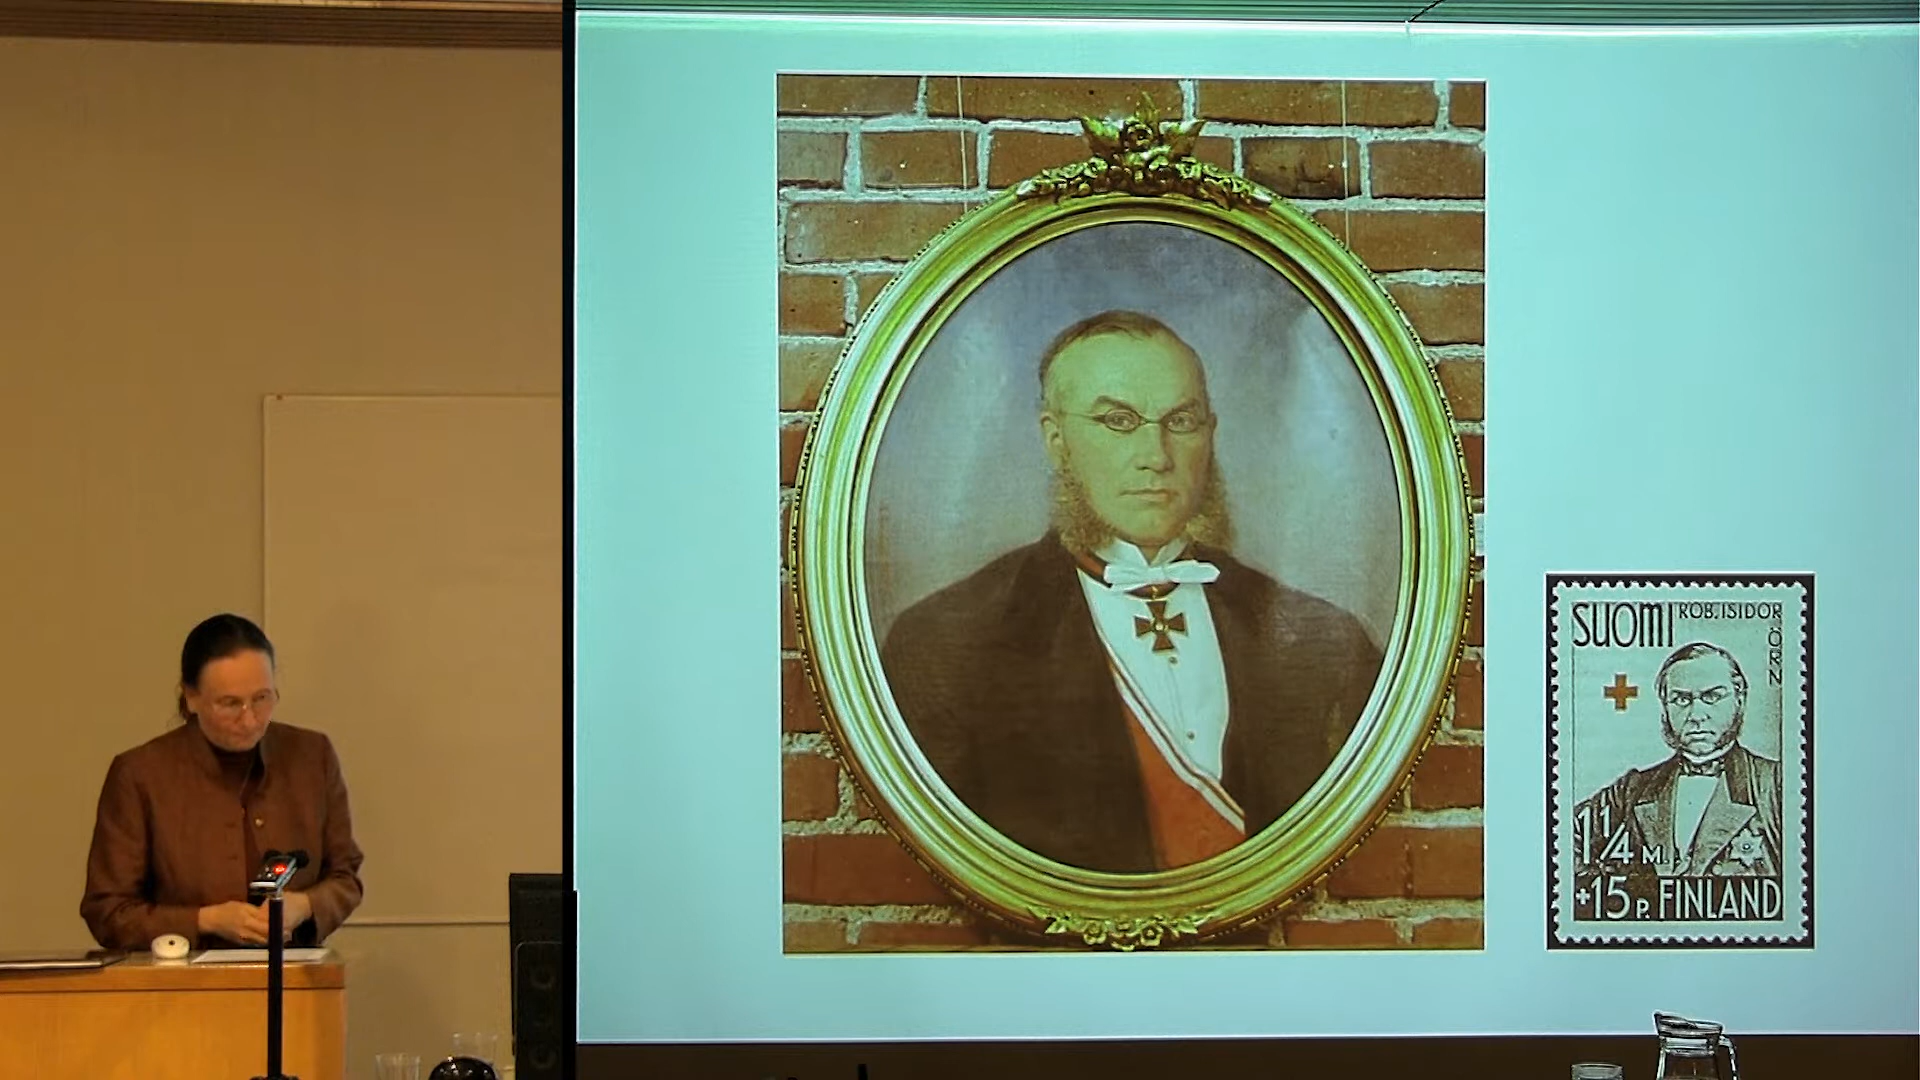 SUOMI ROB. ISIDOR
ÖRN
1 1/4 M.
+15 P. FINLAND